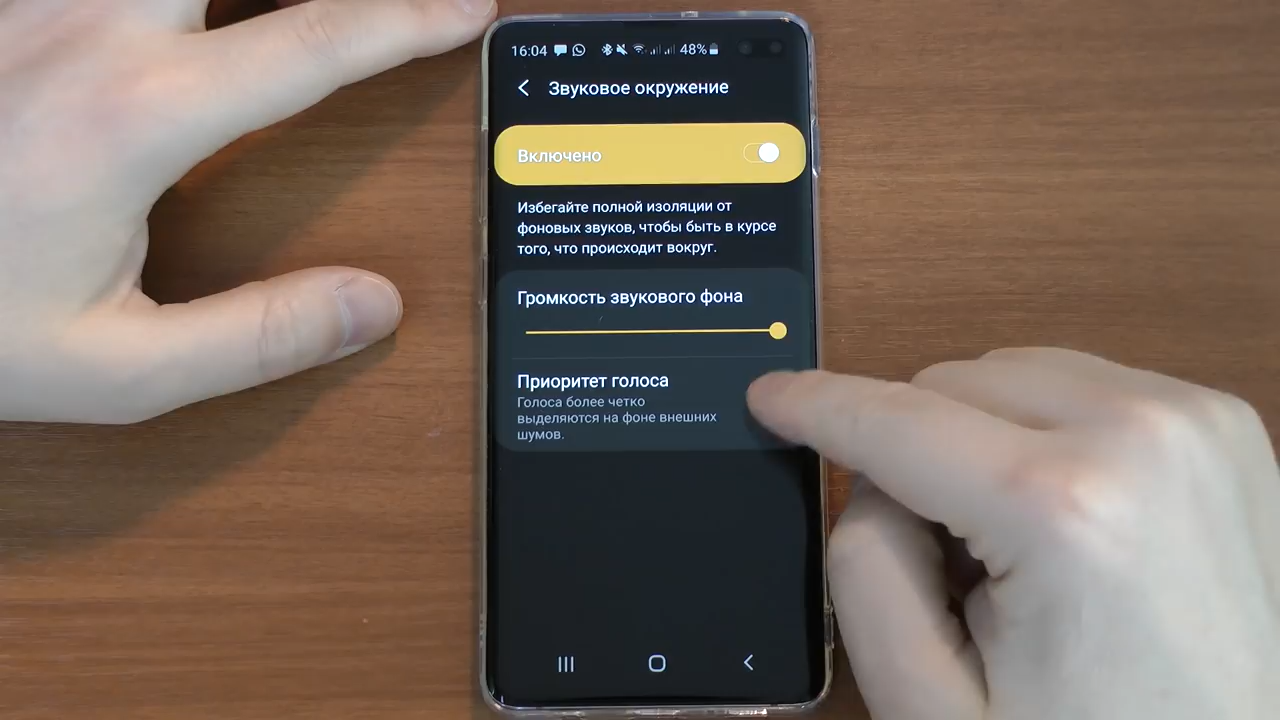 16:04 48%
Звуковое окружение
Включено
Избегайте полной изоляции от
фоновых звуков, чтобы быть в курсе
того, что происходит вокруг.
Громкость звукового фона
Приоритет голоса
Голоса более четко
выделяются на фоне внешних
шумов.